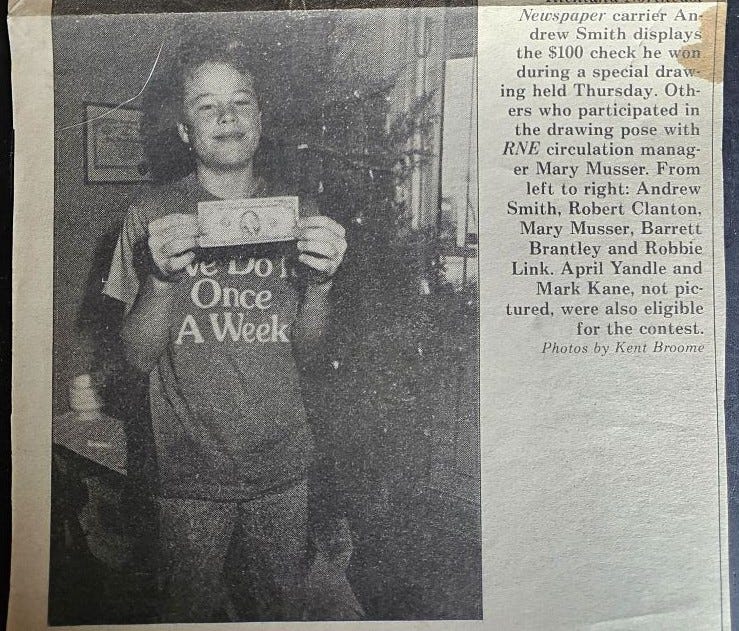 Newspaper carrier An-
drew Smith displays
the $100 check he won
during a special draw-
ing held Thursday. Oth-
ers who participated in
the drawing pose with
RNE circulation manag-
er Mary Musser. From
left to right: Andrew
Smith, Robert Clanton,
Mary Musser, Barrett
Brantley and Robbie
Link. April Yandle and
Mark Kane, not pic-
tured, were also eligible
for the contest.
Photos by Kent Broome
Do
Once
A Week